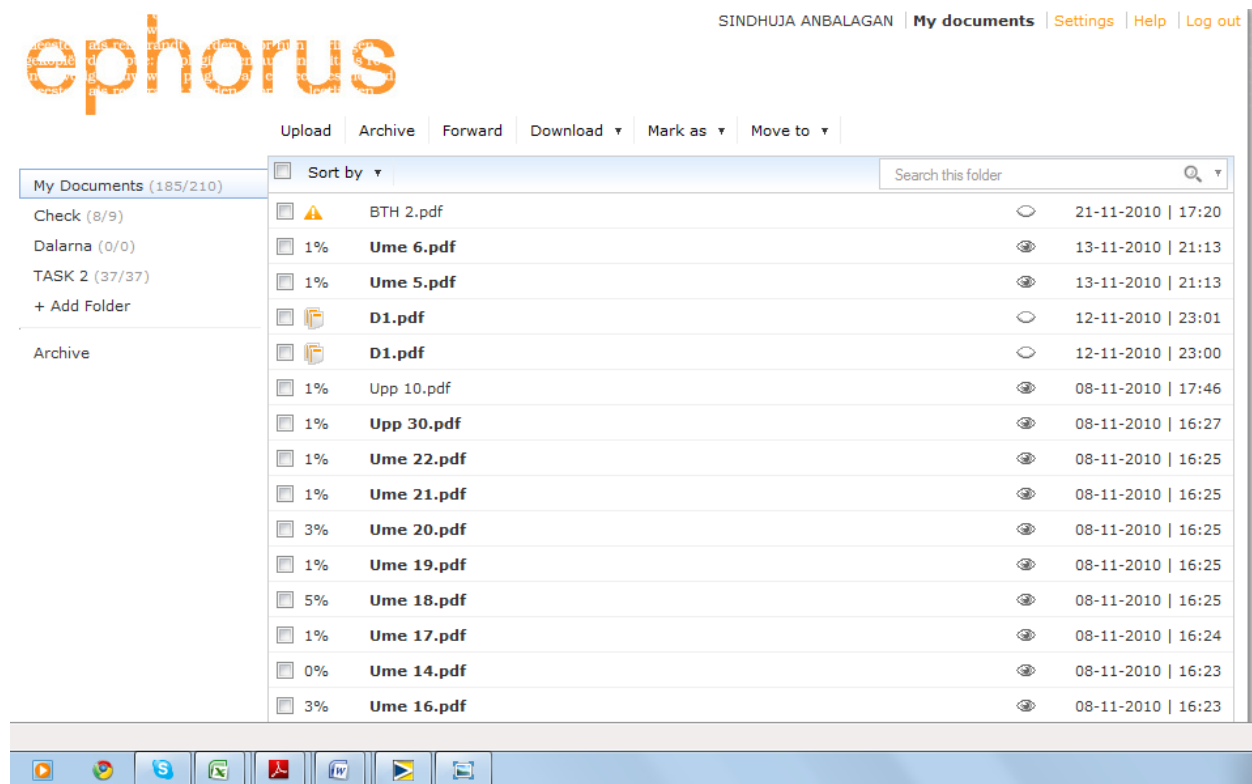 SINDHUJA ANBALAGAN | My documents | Settings | Help | Log out
ephorus
Upload Archive Forward Download Mark as Move to
Sort by Search this folder
My Documents (185/210)
Check (8/9)
Dalarna (0/0)
TASK 2 (37/37)
+ Add Folder
Archive
BTH 2.pdf 21-11-2010 | 17:20
1% Ume 6.pdf 13-11-2010 | 21:13
1% Ume 5.pdf 13-11-2010 | 21:13
D1.pdf 12-11-2010 | 23:01
D1.pdf 12-11-2010 | 23:00
1% Upp 10.pdf 08-11-2010 | 17:46
1% Upp 30.pdf 08-11-2010 | 16:27
1% Ume 22.pdf 08-11-2010 | 16:25
1% Ume 21.pdf 08-11-2010 | 16:25
3% Ume 20.pdf 08-11-2010 | 16:25
1% Ume 19.pdf 08-11-2010 | 16:25
5% Ume 18.pdf 08-11-2010 | 16:25
1% Ume 17.pdf 08-11-2010 | 16:24
0% Ume 14.pdf 08-11-2010 | 16:23
3% Ume 16.pdf 08-11-2010 | 16:23